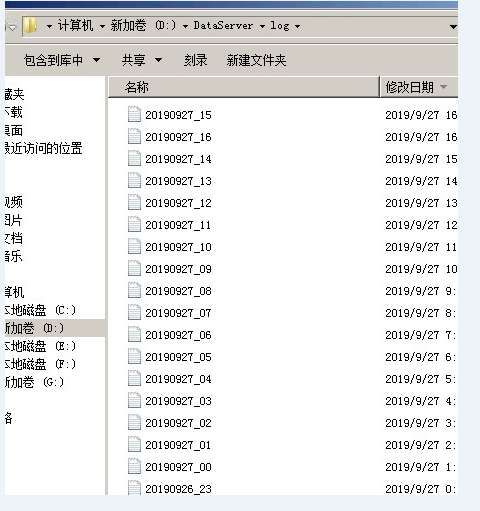 计算机 新加卷 (D:) DataServer log
包含到库中 共享 刻录 新建文件夹
名称 修改日期
20190927_15 2019/9/27 16
20190927_16 2019/9/27 16
20190927_14 2019/9/27 15
20190927_13 2019/9/27 14
20190927_12 2019/9/27 13
20190927_11 2019/9/27 12
20190927_10 2019/9/27 11
20190927_09 2019/9/27 10
20190927_08 2019/9/27 9:
20190927_07 2019/9/27 8:
20190927_06 2019/9/27 7:
20190927_05 2019/9/27 6:
20190927_04 2019/9/27 5:
20190927_03 2019/9/27 4:
20190927_02 2019/9/27 3:
20190927_01 2019/9/27 2:
20190927_00 2019/9/27 1:
20190926_23 2019/9/27 0:
藏夹
下载
桌面
最近访问的位置
视频
图片
文档
音乐
算机
本地磁盘 (C:)
新加卷 (D:)
本地磁盘 (E:)
本地磁盘 (F:)
新加卷 (G:)
络